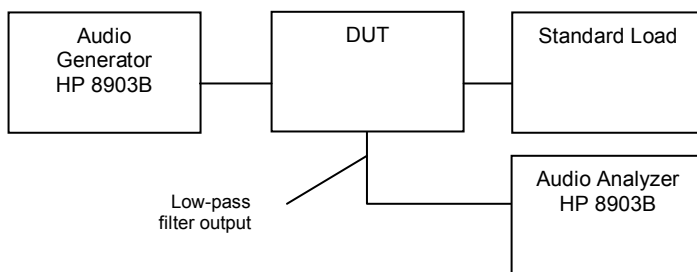 Audio
Generator
HP 8903B
DUT
Standard Load
Low-pass
filter output
Audio Analyzer
HP 8903B